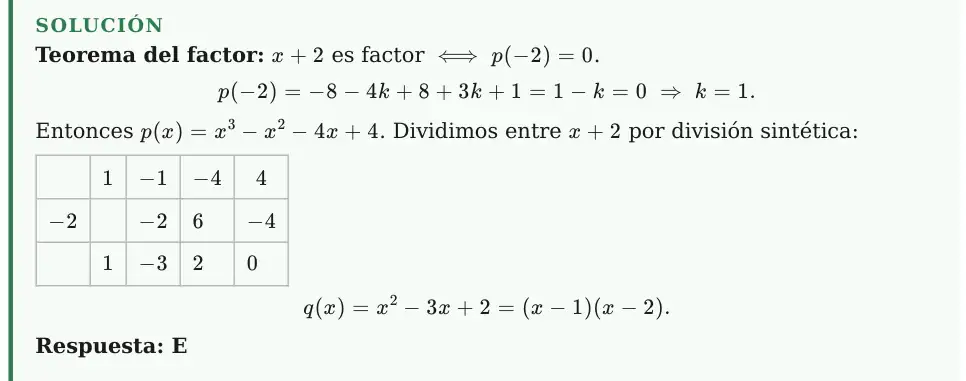 SOLUCIÓN
Teorema del factor: x + 2 es factor ⟺ p(−2) = 0.
p(−2) = −8 − 4k + 8 + 3k + 1 = 1 − k = 0 ⇒ k = 1.
Entonces p(x) = x³ − x² − 4x + 4. Dividimos entre x + 2 por división sintética:
1 −1 −4 4
−2 −2 6 −4
1 −3 2 0
q(x) = x² − 3x + 2 = (x − 1)(x − 2).
Respuesta: E